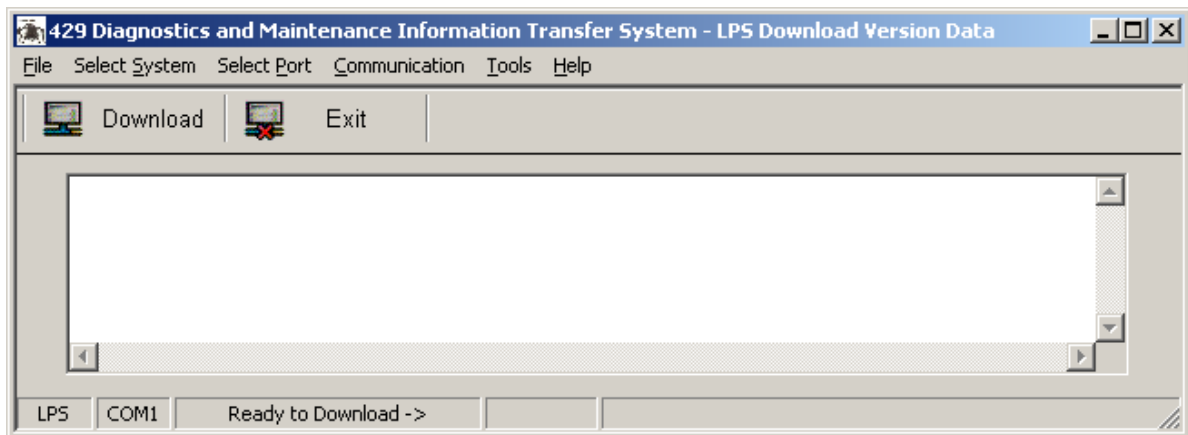 429 Diagnostics and Maintenance Information Transfer System - LPS Download Version Data
File Select System Select Port Communication Tools Help
Download Exit
LPS COM1 Ready to Download ->